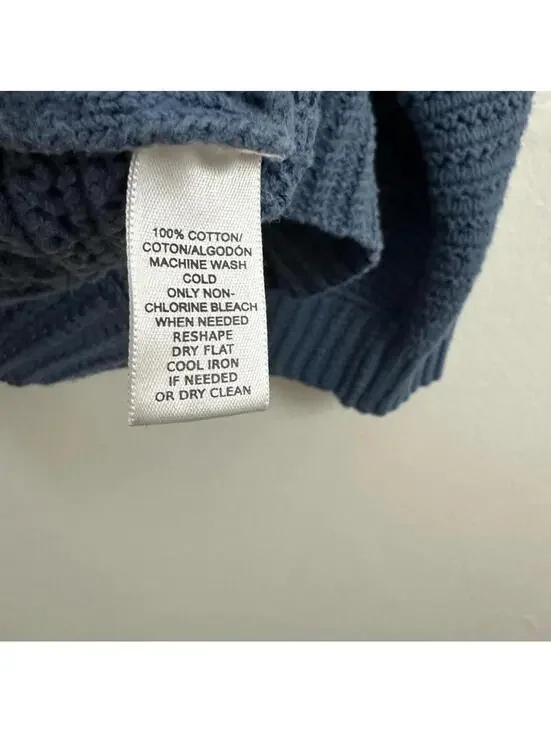 100% COTTON/
COTON/ALGODÓN
MACHINE WASH
COLD
ONLY NON-
CHLORINE BLEACH
WHEN NEEDED
RESHAPE
DRY FLAT
COOL IRON
IF NEEDED
OR DRY CLEAN